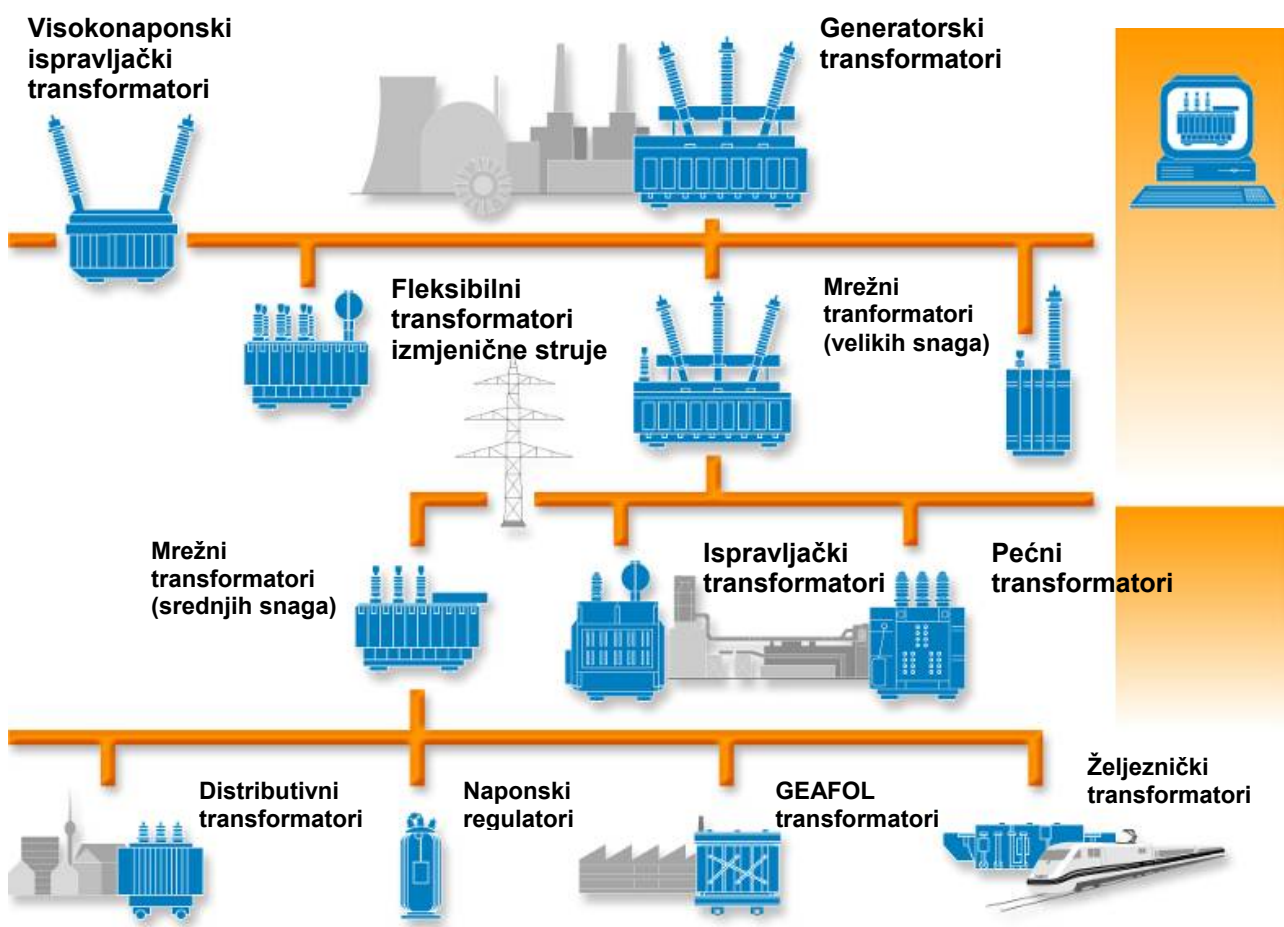 Visokonaponski
ispravljački
transformatori
Generatorski
transformatori
Fleksibilni
transformatori
izmjenične struje
Mrežni
tranformatori
(velikih snaga)
Mrežni
transformatori
(srednjih snaga)
Ispravljački
transformatori
Pećni
transformatori
Distributivni
transformatori
Naponski
regulatori
GEAFOL
transformatori
Željeznički
transformatori